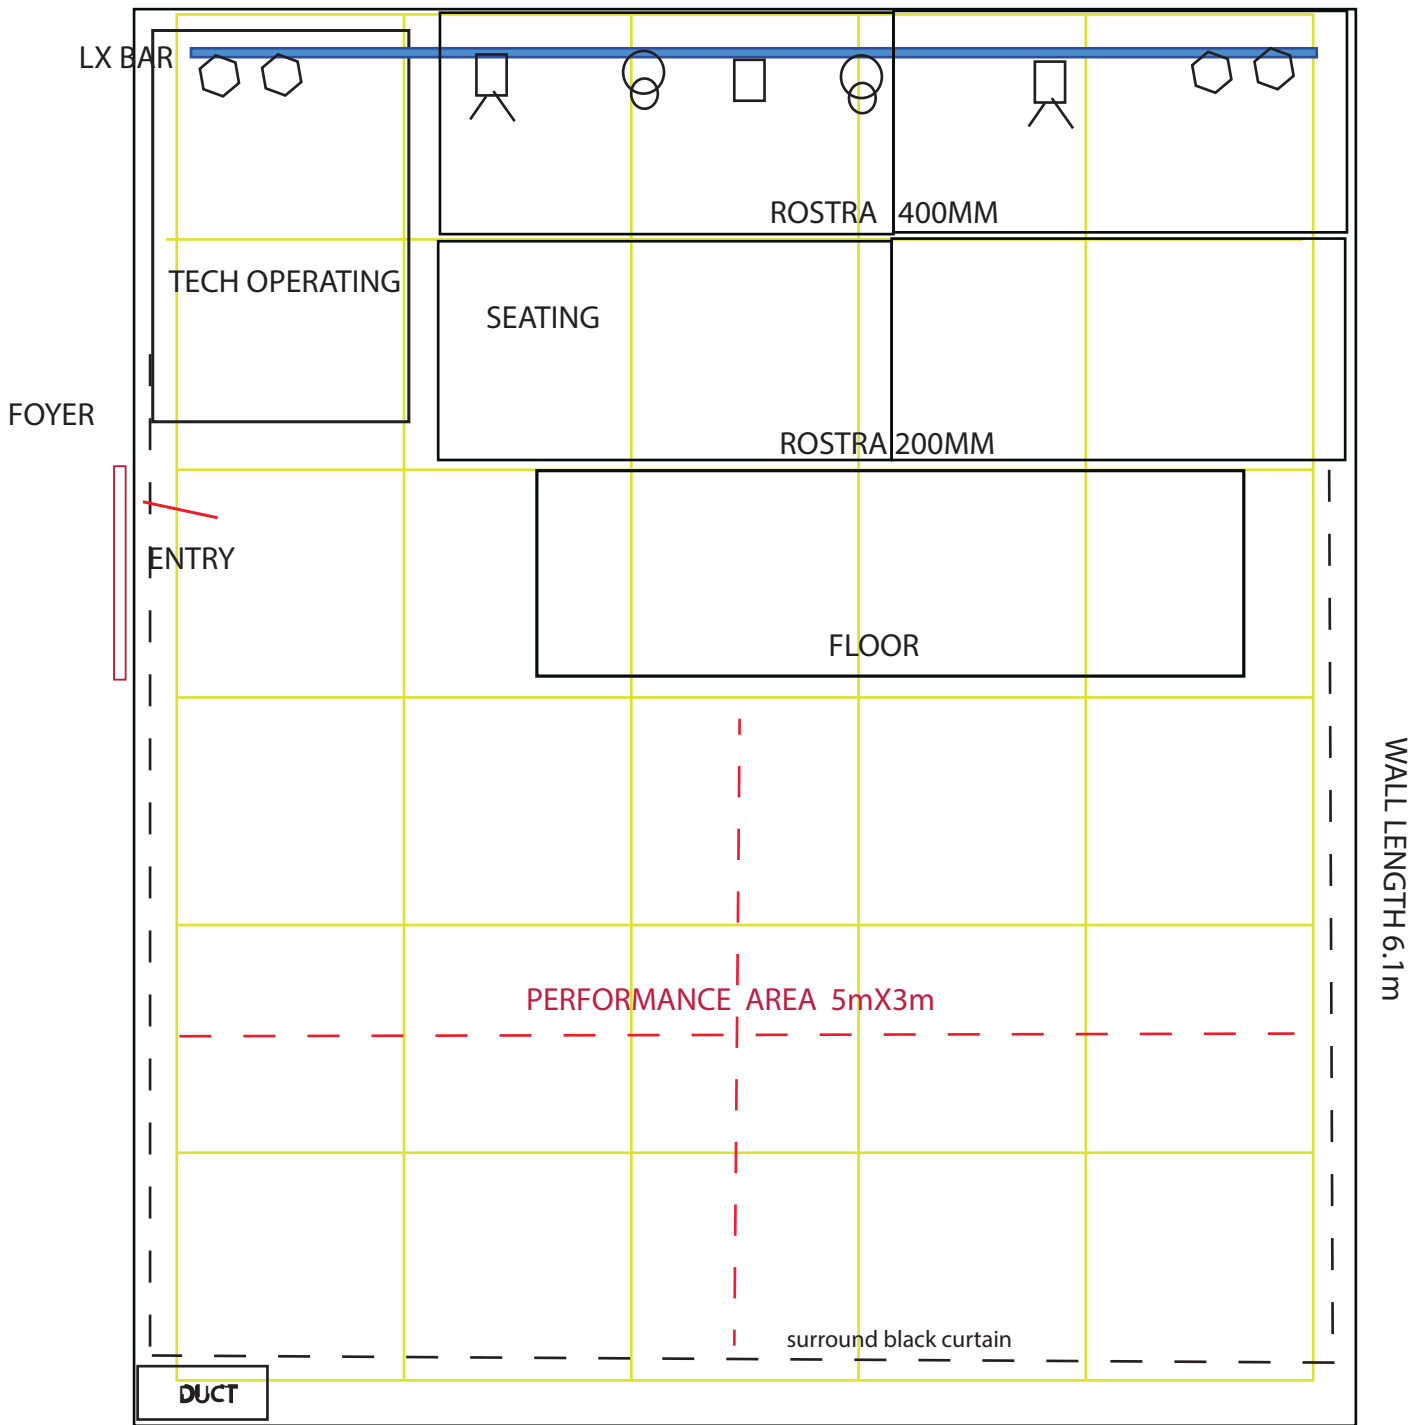 LX BAR
ROSTRA 400MM
TECH OPERATING
SEATING
FOYER
ROSTRA 200MM
ENTRY
FLOOR
WALL LENGTH 6.1m
PERFORMANCE AREA 5mX3m
surround black curtain
DUCT